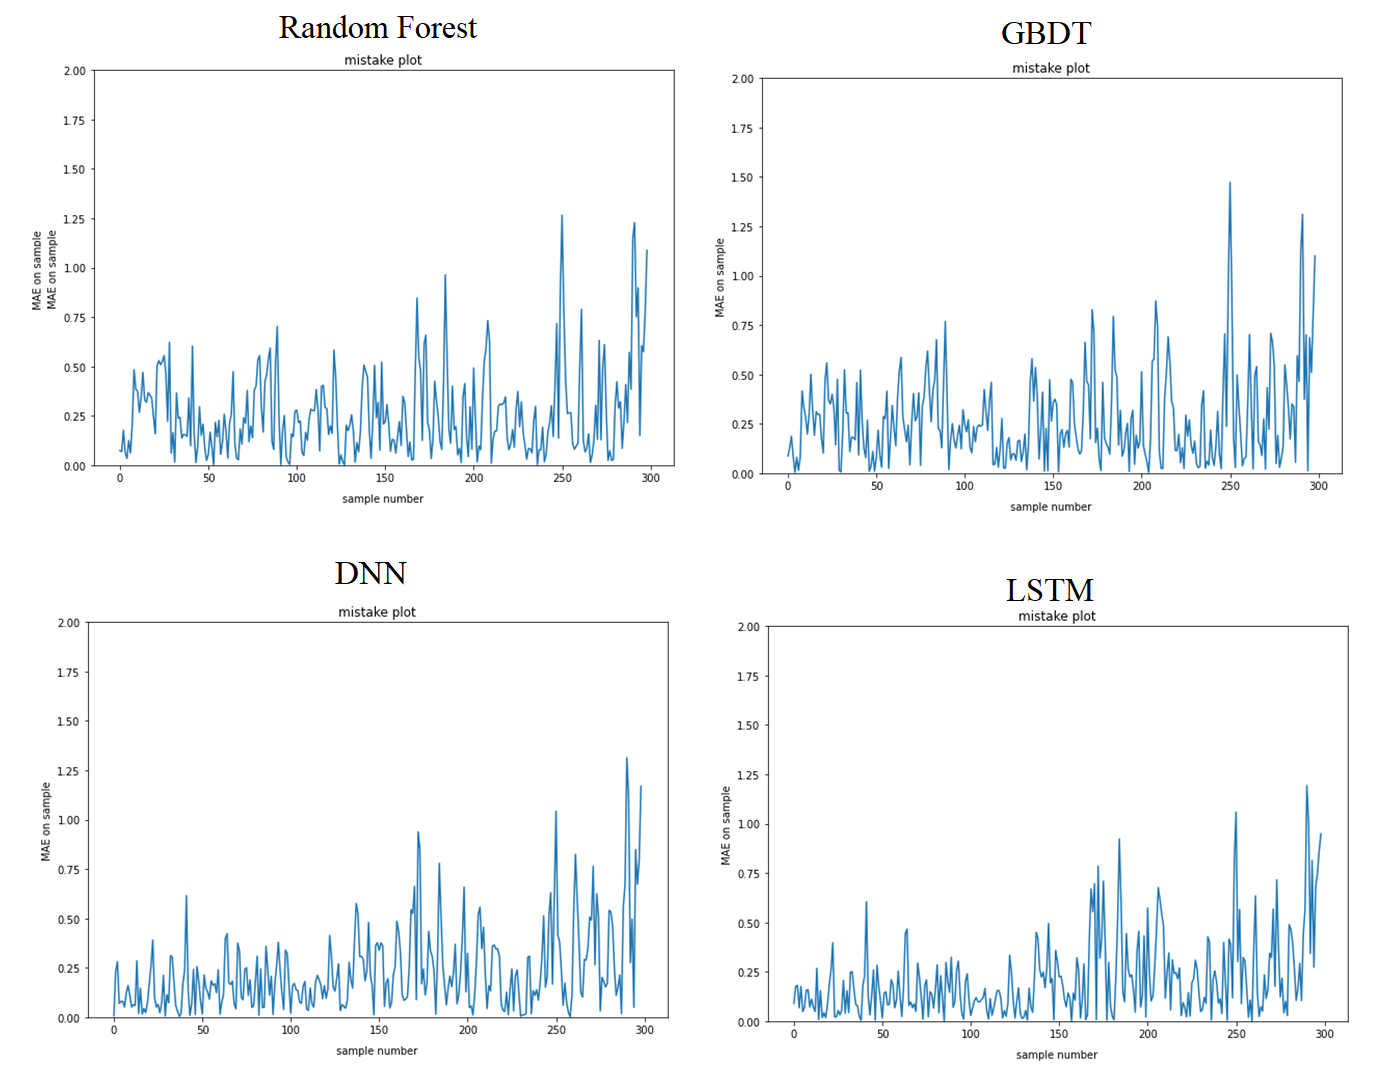 Random Forest
mistake plot
2.00
1.75
1.50
1.25
1.00
0.75
0.50
0.25
0.00
MAE on sample
MAE on sample
0 50 100 150 200 250 300
sample number
GBDT
mistake plot
2.00
1.75
1.50
1.25
1.00
0.75
0.50
0.25
0.00
MAE on sample
0 50 100 150 200 250 300
sample number
DNN
mistake plot
2.00
1.75
1.50
1.25
1.00
0.75
0.50
0.25
0.00
MAE on sample
0 50 100 150 200 250 300
sample number
LSTM
mistake plot
2.00
1.75
1.50
1.25
1.00
0.75
0.50
0.25
0.00
MAE on sample
0 50 100 150 200 250 300
sample number